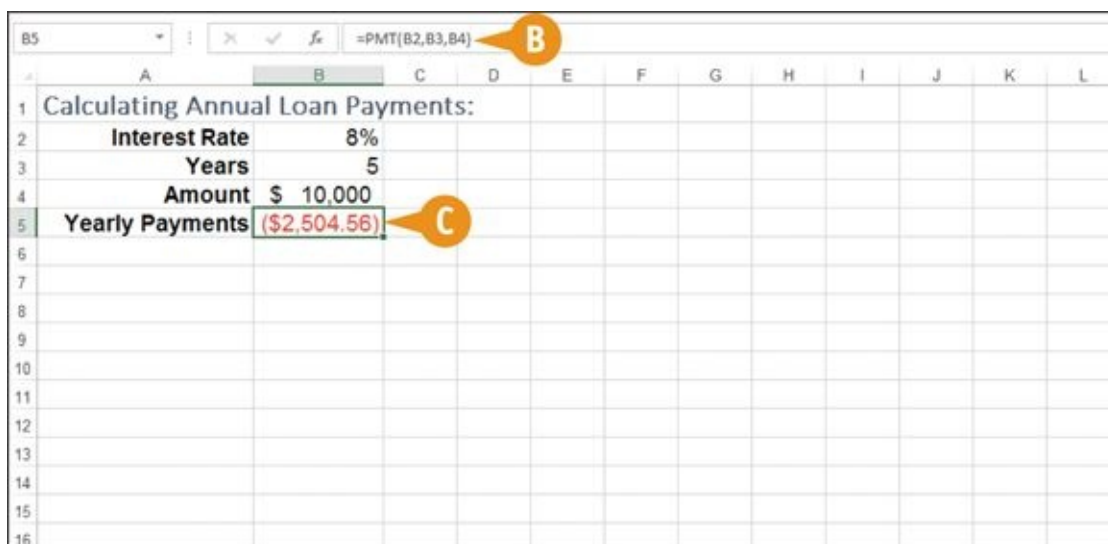 B5 fx =PMT(B2,B3,B4) B
A B C D E F G H I J K L
1 Calculating Annual Loan Payments:
2 Interest Rate 8%
3 Years 5
4 Amount $ 10,000
5 Yearly Payments ($2,504.56) C
6
7
8
9
10
11
12
13
14
15
16